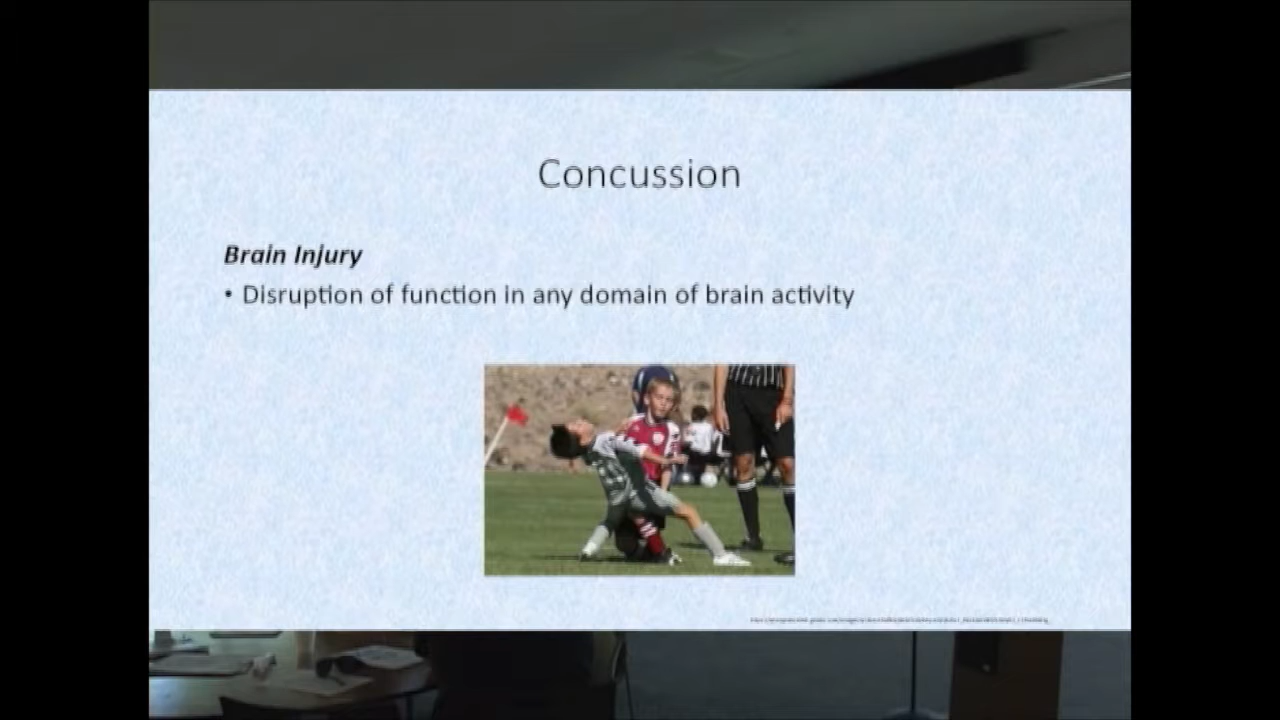 Concussion
Brain Injury
• Disruption of function in any domain of brain activity